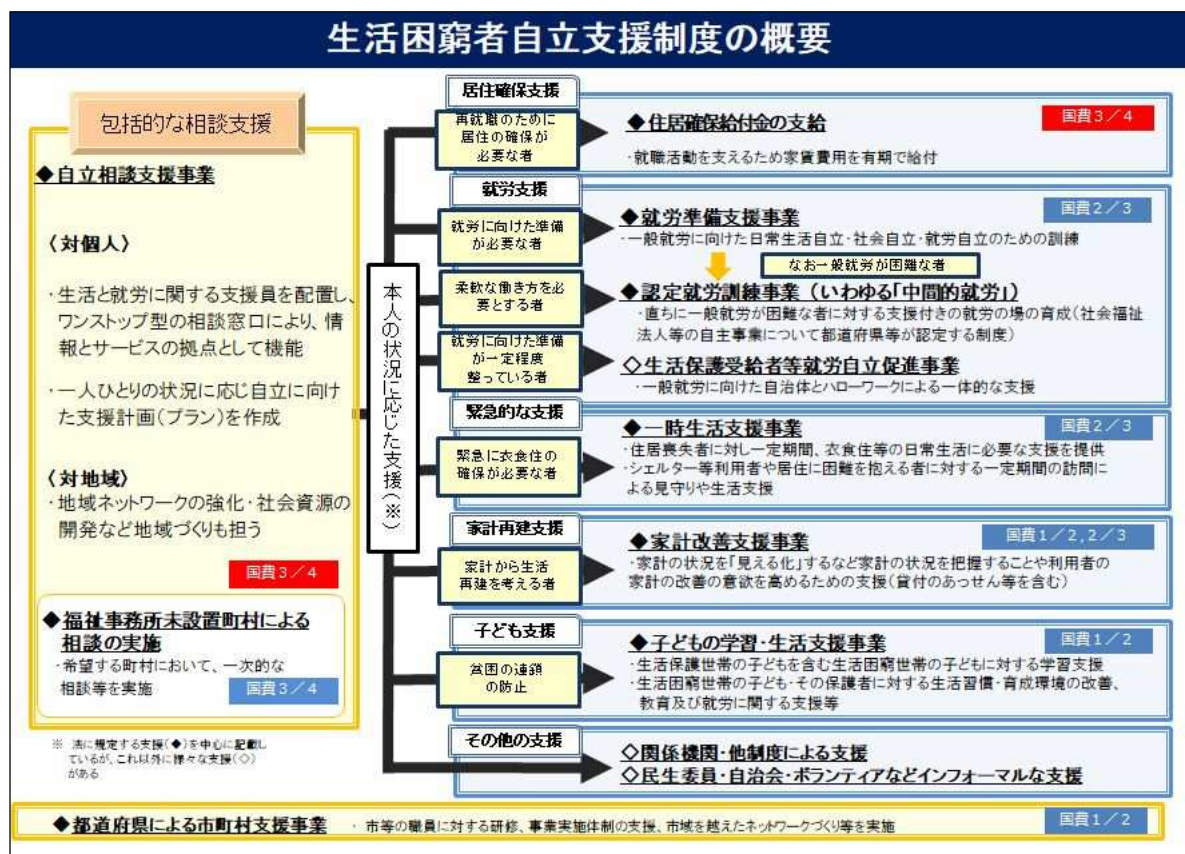 生活困窮者自立支援制度の概要
包括的な相談支援
◆自立相談支援事業
〈対個人〉
・生活と就労に関する支援員を配置し、
ワンストップ型の相談窓口により、情
報とサービスの拠点として機能
・一人ひとりの状況に応じ自立に向け
た支援計画(プラン)を作成
〈対地域〉
・地域ネットワークの強化・社会資源の
開発など地域づくりも担う
国費3/4
◆福祉事務所未設置町村による
相談の実施
・希望する町村において、一次的な
相談等を実施
国費3/4
※ 法に規定する支援(◆)を中心に記載し
ているが、これ以外に様々な支援(◇)
がある
本人の状況に応じた支援(※)
居住確保支援
再就職のために
居住の確保が
必要な者
◆住居確保給付金の支給
国費3/4
・就職活動を支えるため家賃費用を有期で給付
就労支援
就労に向けた準備
が必要な者
◆就労準備支援事業
国費2/3
・一般就労に向けた日常生活自立・社会自立・就労自立のための訓練
なお一般就労が困難な者
柔軟な働き方を必
要とする者
◆認定就労訓練事業(いわゆる「中間的就労」)
・直ちに一般就労が困難な者に対する支援付きの就労の場の育成(社会福祉
法人等の自主事業について都道府県等が認定する制度)
就労に向けた準備
が一定程度
整っている者
◇生活保護受給者等就労自立促進事業
・一般就労に向けた自治体とハローワークによる一体的な支援
緊急的な支援
緊急に衣食住の
確保が必要な者
◆一時生活支援事業
国費2/3
・住居喪失者に対し一定期間、衣食住等の日常生活に必要な支援を提供
・シェルター等利用者や居住に困難を抱える者に対する一定期間の訪問に
よる見守りや生活支援
家計再建支援
家計から生活
再建を考える者
◆家計改善支援事業
国費1/2,2/3
・家計の状況を「見える化」するなど家計の状況を把握することや利用者の
家計の改善の意欲を高めるための支援(貸付のあっせん等を含む)
子ども支援
貧困の連鎖
の防止
◆子どもの学習・生活支援事業
国費1/2
・生活保護世帯の子どもを含む生活困窮世帯の子どもに対する学習支援
・生活困窮世帯の子ども・その保護者に対する生活習慣・育成環境の改善、
教育及び就労に関する支援等
その他の支援
◇関係機関・他制度による支援
◇民生委員・自治会・ボランティアなどインフォーマルな支援
◆都道府県による市町村支援事業
・市等の職員に対する研修、事業実施体制の支援、市域を越えたネットワークづくり等を実施
国費1/2